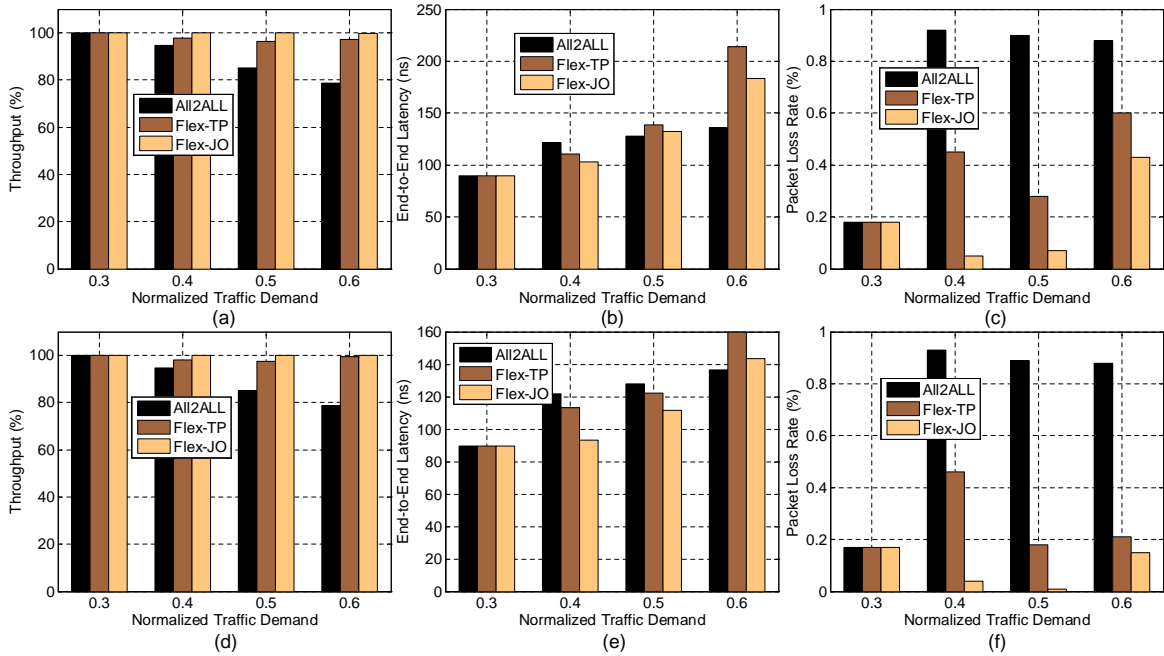 100
80
60
40
20
0
Throughput (%)
All2ALL
Flex-TP
Flex-JO
0.3 0.4 0.5 0.6
Normalized Traffic Demand
(a)
250
200
150
100
50
0
End-to-End Latency (ns)
All2ALL
Flex-TP
Flex-JO
0.3 0.4 0.5 0.6
Normalized Traffic Demand
(b)
1
0.8
0.6
0.4
0.2
0
Packet Loss Rate (%)
All2ALL
Flex-TP
Flex-JO
0.3 0.4 0.5 0.6
Normalized Traffic Demand
(c)
100
80
60
40
20
0
Throughput (%)
All2ALL
Flex-TP
Flex-JO
0.3 0.4 0.5 0.6
Normalized Traffic Demand
(d)
160
140
120
100
80
60
40
20
0
End-to-End Latency (ns)
All2ALL
Flex-TP
Flex-JO
0.3 0.4 0.5 0.6
Normalized Traffic Demand
(e)
1
0.8
0.6
0.4
0.2
0
Packet Loss Rate (%)
All2ALL
Flex-TP
Flex-JO
0.3 0.4 0.5 0.6
Normalized Traffic Demand
(f)